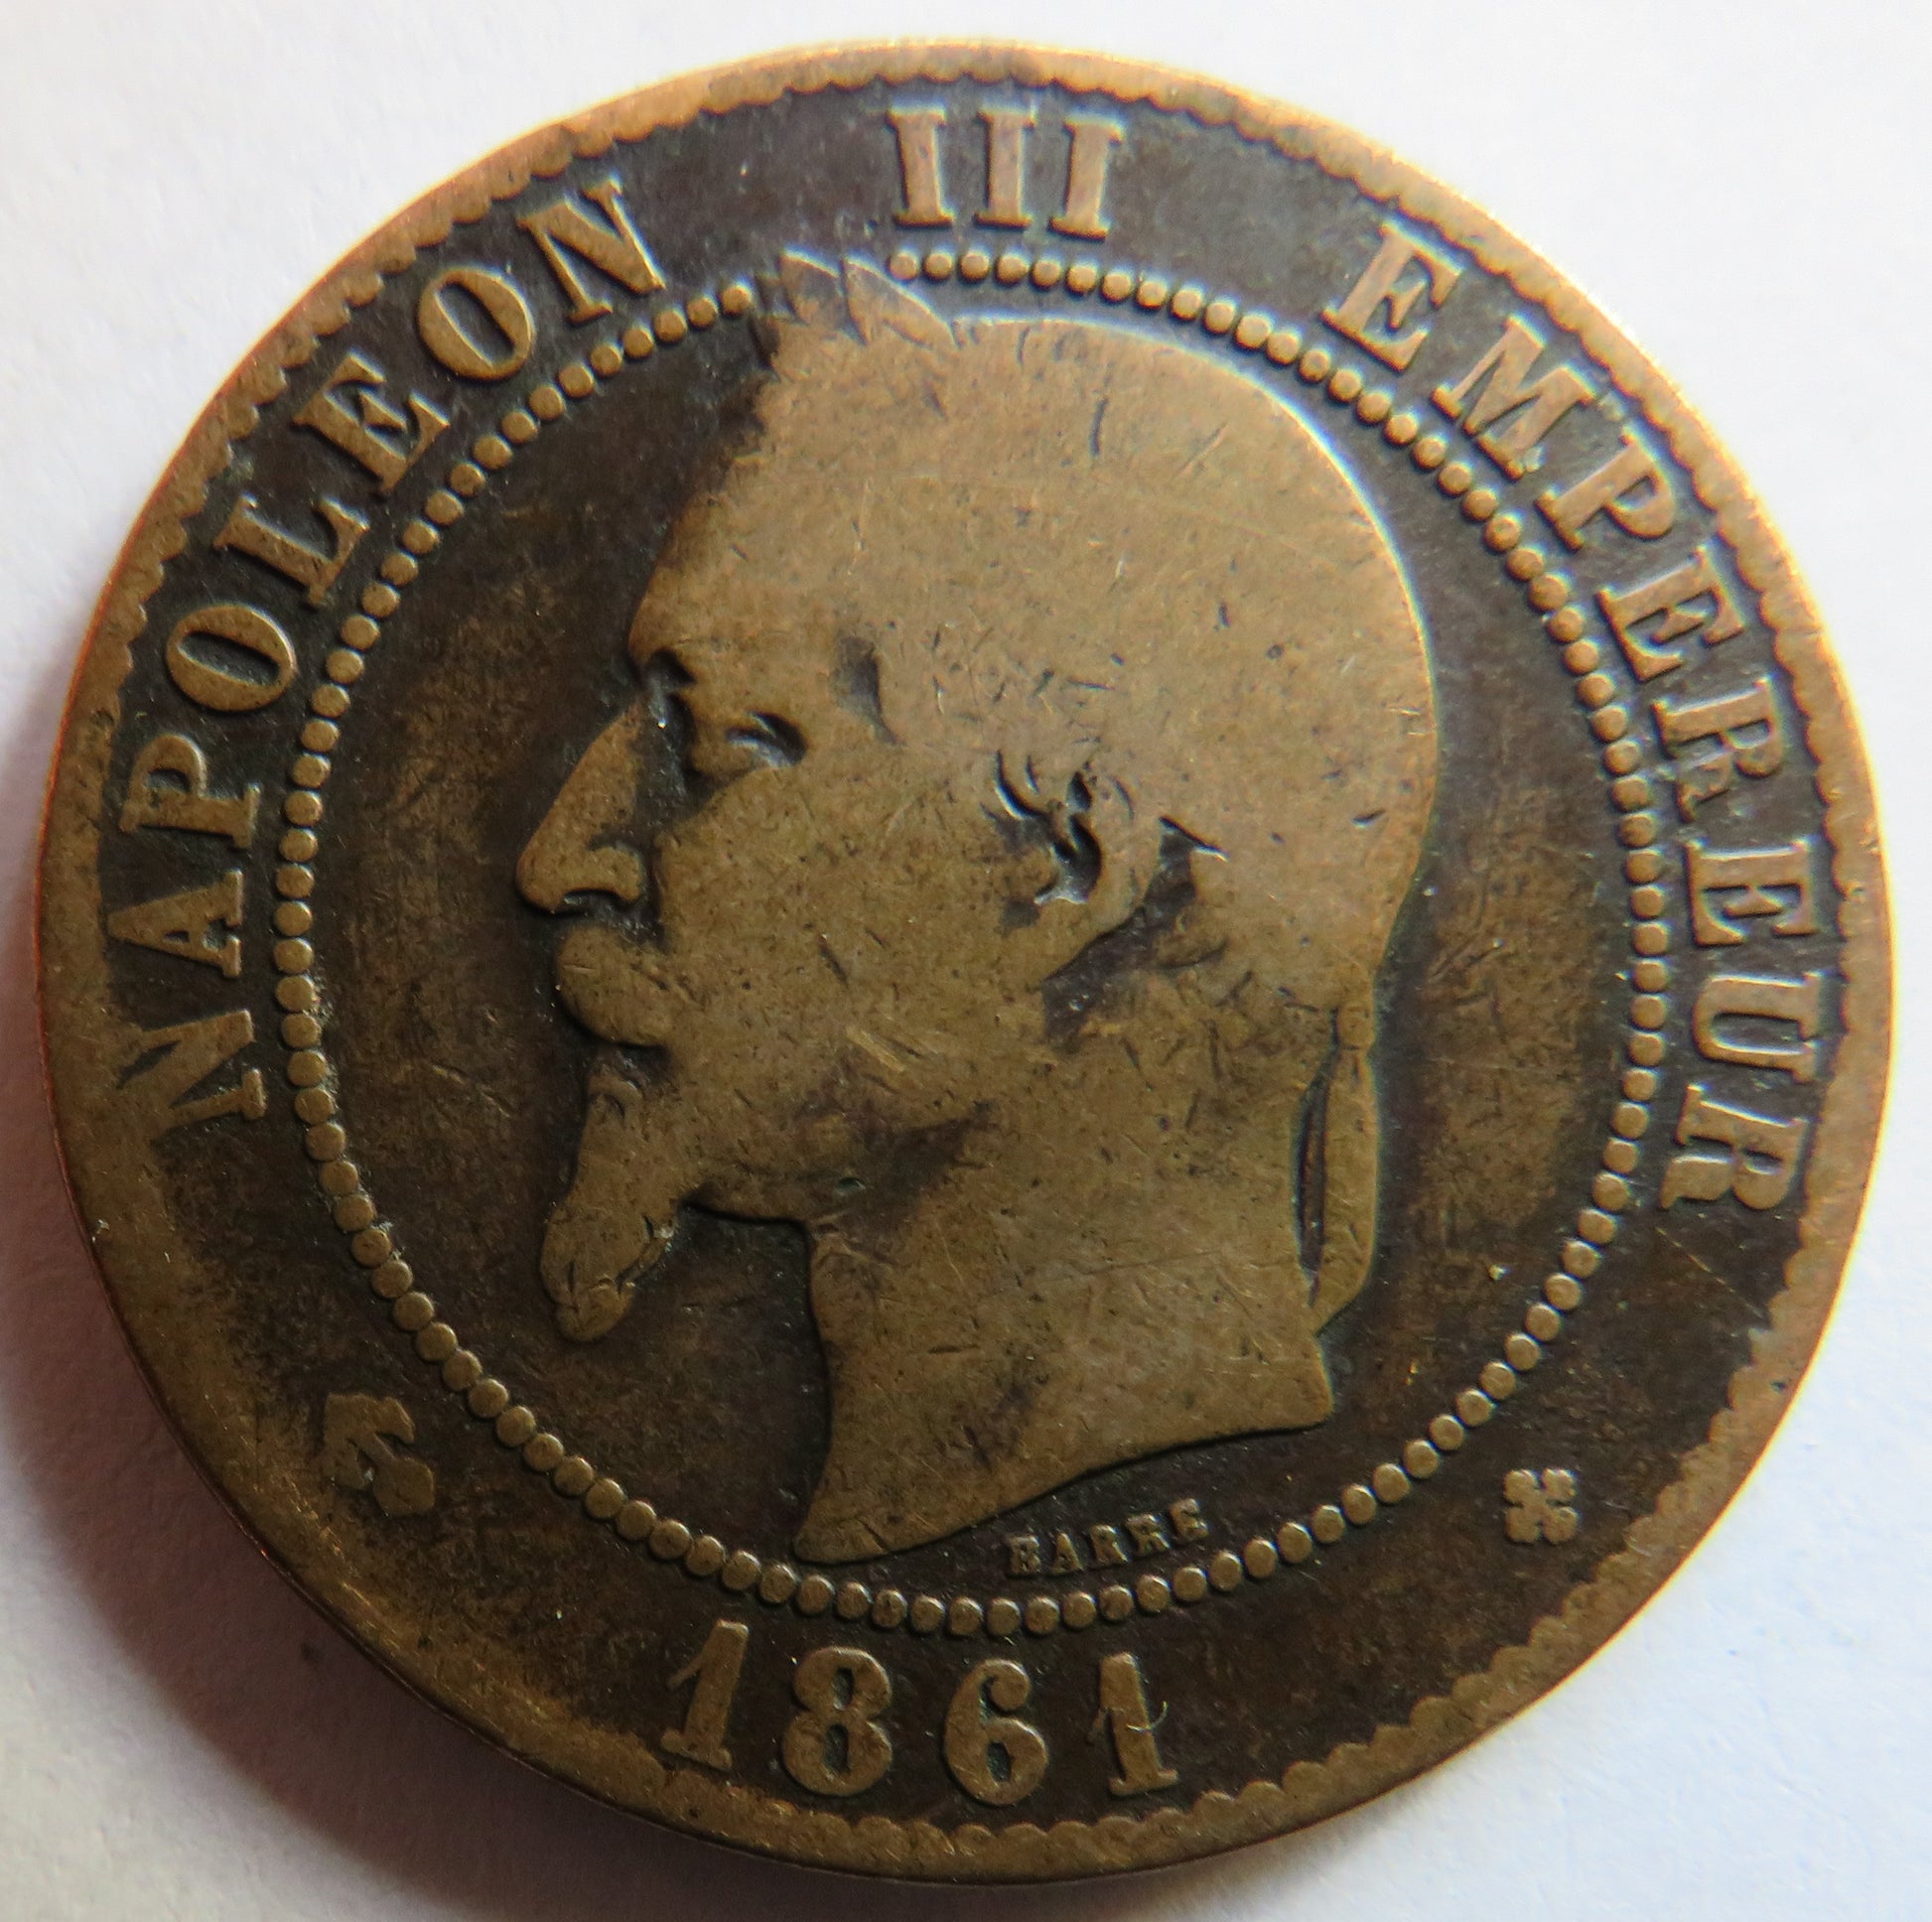 NAPOLEON III EMPEREUR
BARRE
1861